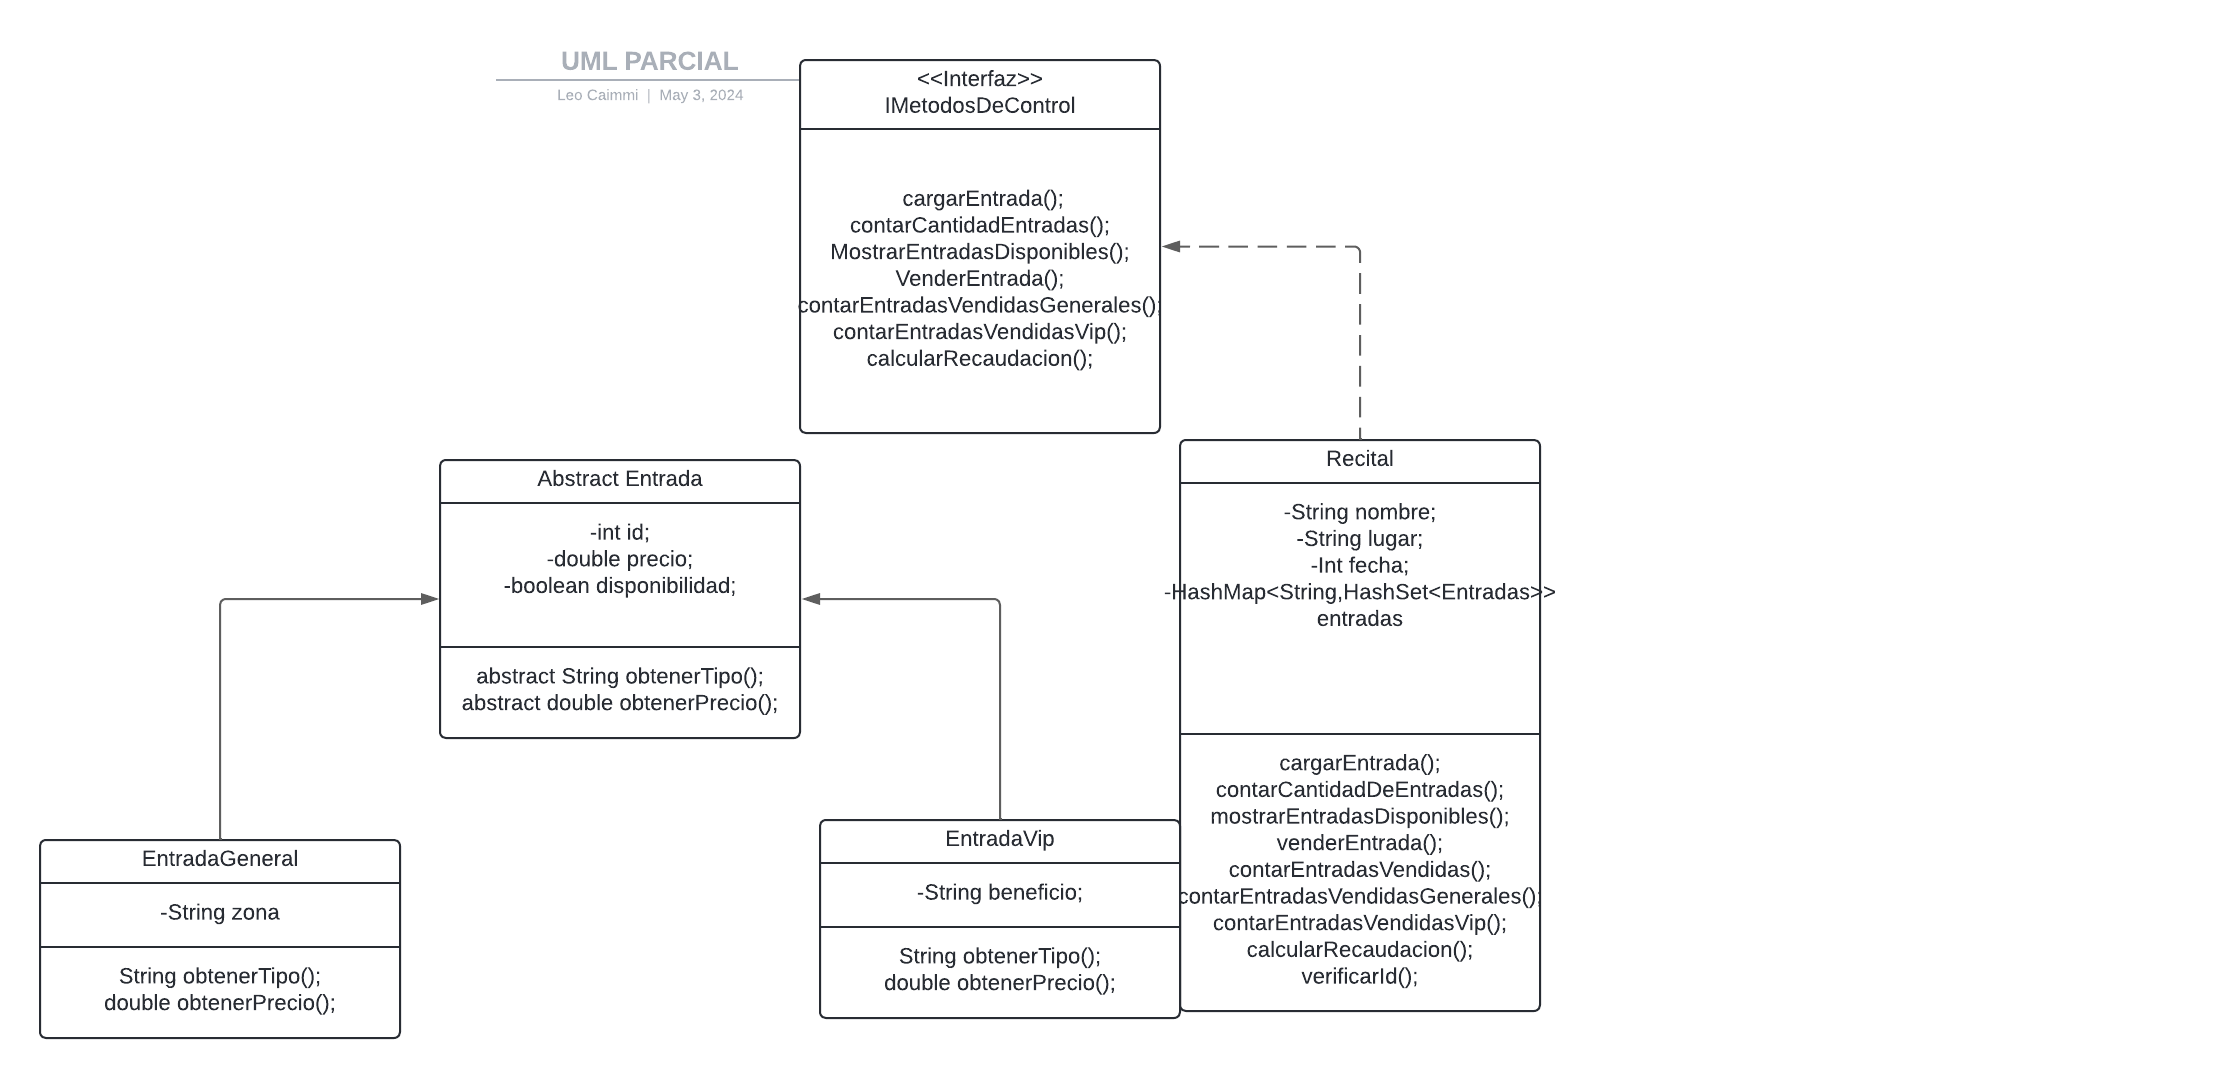 UML PARCIAL
Leo Caimmi | May 3, 2024
<<Interfaz>>
IMetodosDeControl
cargarEntrada();
contarCantidadEntradas();
MostrarEntradasDisponibles();
VenderEntrada();
contarEntradasVendidasGenerales();
contarEntradasVendidasVip();
calcularRecaudacion();
Abstract Entrada
-int id;
-double precio;
-boolean disponibilidad;
abstract String obtenerTipo();
abstract double obtenerPrecio();
Recital
-String nombre;
-String lugar;
-Int fecha;
-HashMap<String,HashSet<Entradas>>
entradas
cargarEntrada();
contarCantidadDeEntradas();
mostrarEntradasDisponibles();
venderEntrada();
contarEntradasVendidas();
contarEntradasVendidasGenerales();
contarEntradasVendidasVip();
calcularRecaudacion();
verificarId();
EntradaGeneral
-String zona
String obtenerTipo();
double obtenerPrecio();
EntradaVip
-String beneficio;
String obtenerTipo();
double obtenerPrecio();